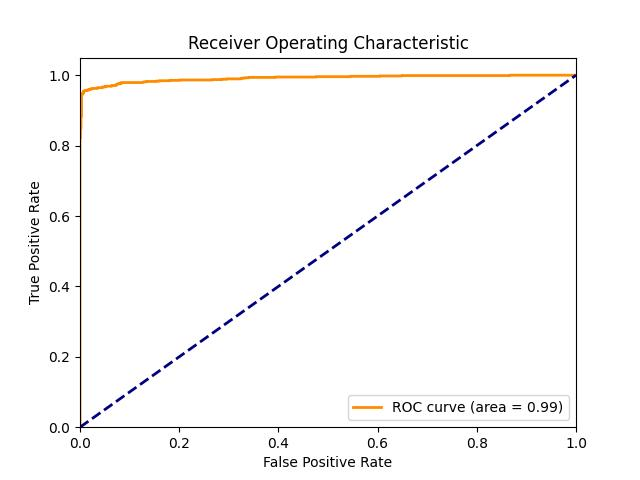 Receiver Operating Characteristic
True Positive Rate
1.0
0.8
0.6
0.4
0.2
0.0
0.0 0.2 0.4 0.6 0.8 1.0
False Positive Rate
ROC curve (area = 0.99)